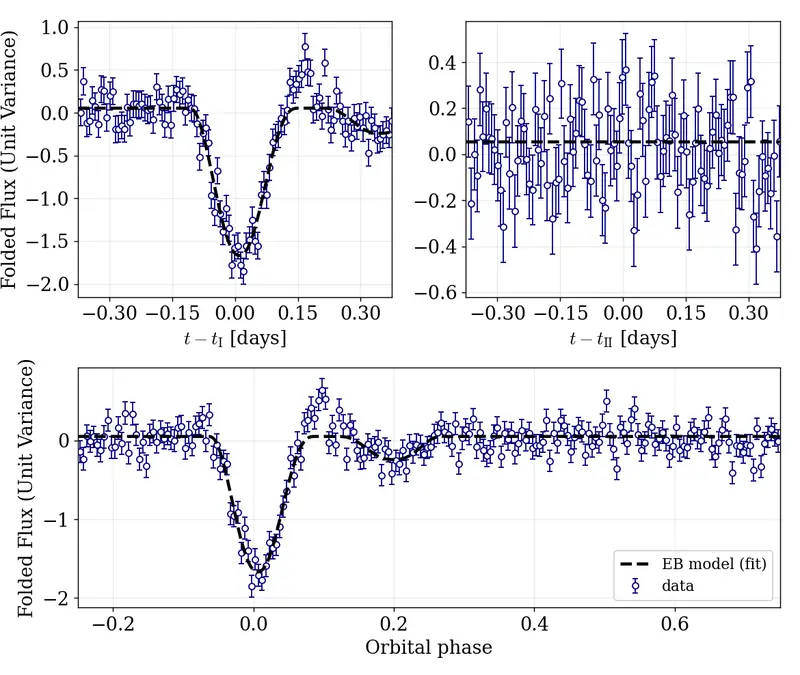 Folded Flux (Unit Variance)
1.0
0.5
0.0
−0.5
−1.0
−1.5
−2.0
−0.30 −0.15 0.00 0.15 0.30
t − tI [days]
0.4
0.2
0.0
−0.2
−0.4
−0.6
−0.30 −0.15 0.00 0.15 0.30
t − tII [days]
Folded Flux (Unit Variance)
0
−1
−2
−0.2 0.0 0.2 0.4 0.6
Orbital phase
EB model (fit)
data